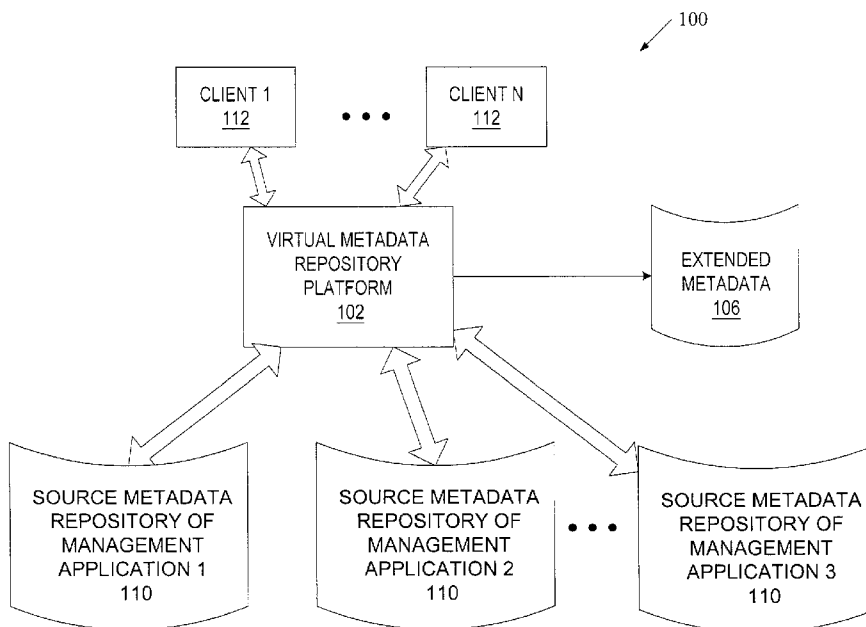 100
CLIENT 1
112
CLIENT N
112
VIRTUAL METADATA
REPOSITORY
PLATFORM
102
EXTENDED
METADATA
106
SOURCE METADATA
REPOSITORY OF
MANAGEMENT
APPLICATION 1
110
SOURCE METADATA
REPOSITORY OF
MANAGEMENT
APPLICATION 2
110
SOURCE METADATA
REPOSITORY OF
MANAGEMENT
APPLICATION 3
110